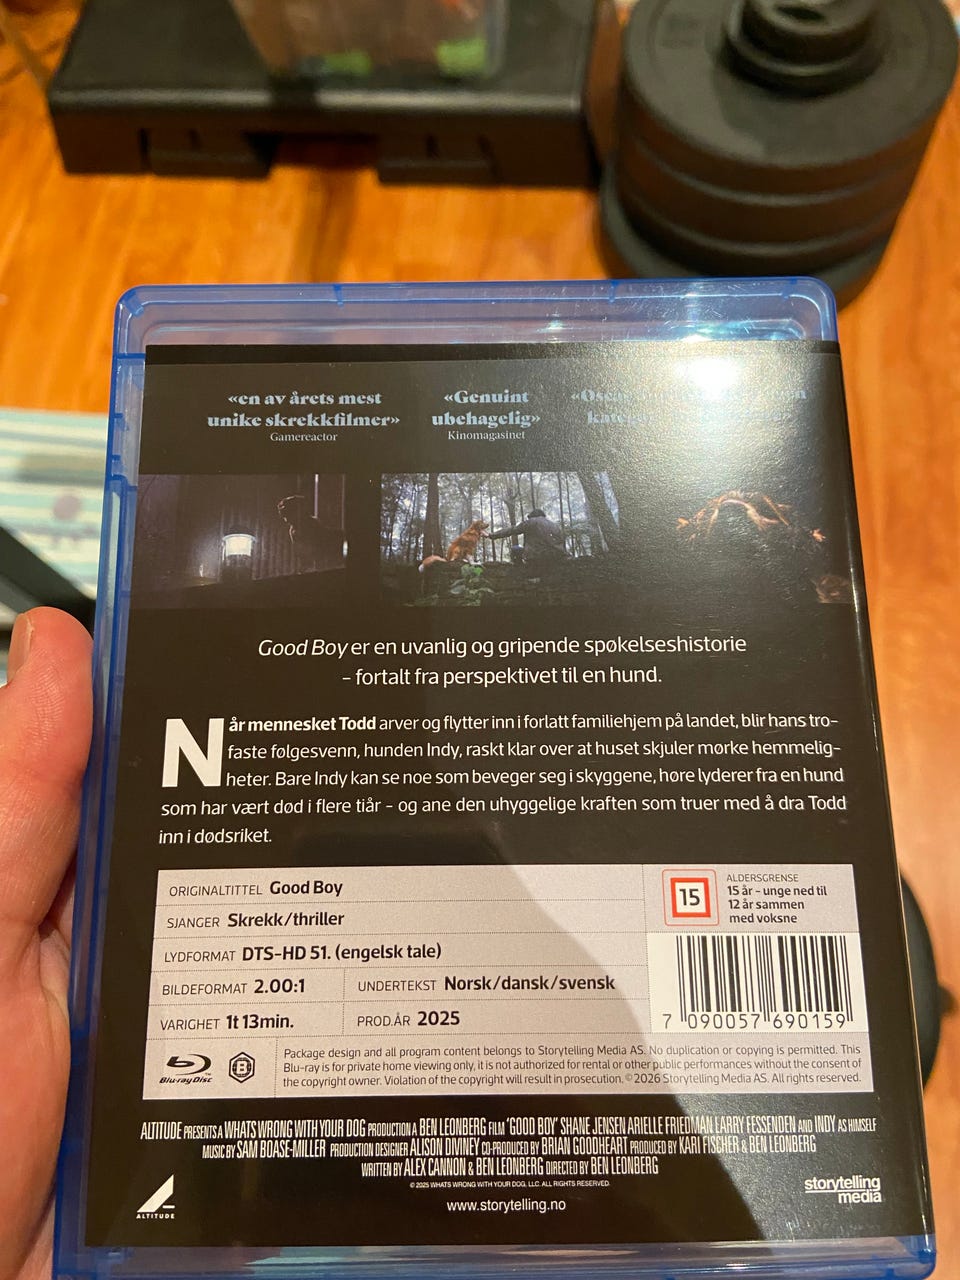 «en av årets mest
unike skrekkfilmer»
Gamereactor
«Genuint
ubehagelig»
Kinomagasinet
Good Boy er en uvanlig og gripende spøkelseshistorie
– fortalt fra perspektivet til en hund.
Når mennesket Todd arver og flytter inn i forlatt familiehjem på landet, blir hans tro-
faste følgesvenn, hunden Indy, raskt klar over at huset skjuler mørke hemmelig-
heter. Bare Indy kan se noe som beveger seg i skyggene, høre lyderer fra en hund
som har vært død i flere tiår – og ane den uhyggelige kraften som truer med å dra Todd
inn i dødsriket.
ORIGINALTITTEL Good Boy
SJANGER Skrekk/thriller
LYDFORMAT DTS-HD 51. (engelsk tale)
BILDEFORMAT 2.00:1
UNDERTEKST Norsk/dansk/svensk
VARIGHET 1t 13min.
PROD.ÅR 2025
15
ALDERSGRENSE
15 år – unge ned til
12 år sammen
med voksne
7 090057 690159
Blu-ray Disc
B
Package design and all program content belongs to Storytelling Media AS. No duplication or copying is permitted. This
Blu-ray is for private home viewing only, it is not authorized for rental or other public performances without the consent of
the copyright owner. Violation of the copyright will result in prosecution. ©2026 Storytelling Media AS. All rights reserved.
ALTITUDE PRESENTS A WHATS WRONG WITH YOUR DOG PRODUCTION A BEN LEONBERG FILM 'GOOD BOY' SHANE JENSEN ARIELLE FRIEDMAN LARRY FESSENDEN AND INDY AS HIMSELF
MUSIC BY SAM BOASE-MILLER PRODUCTION DESIGNER ALISON DIVINEY CO-PRODUCED BY BRIAN GOODHEART PRODUCED BY KARI FISCHER & BEN LEONBERG
WRITTEN BY ALEX CANNON & BEN LEONBERG DIRECTED BY BEN LEONBERG
© 2025 WHATS WRONG WITH YOUR DOG, LLC. ALL RIGHTS RESERVED.
ALTITUDE
www.storytelling.no
storytelling
media